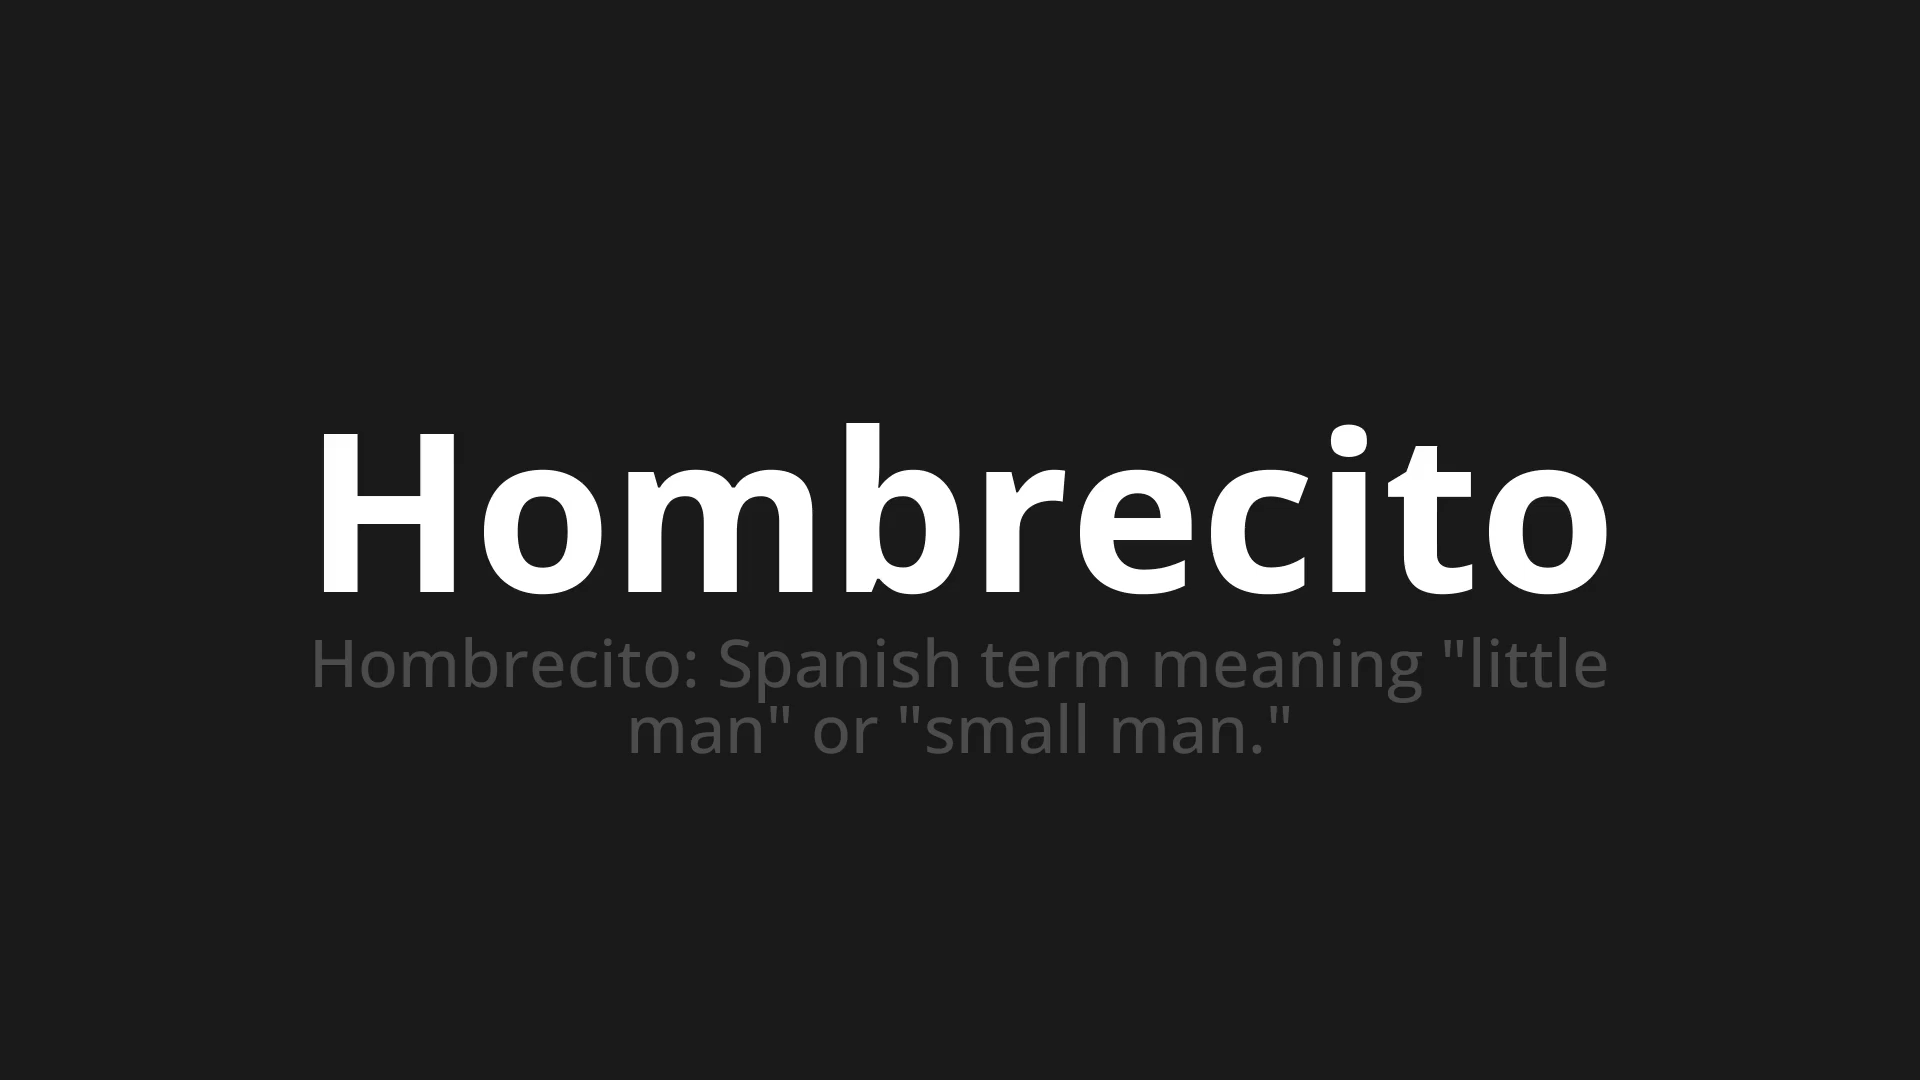 Hombrecito
Hombrecito: Spanish term meaning "little
man" or "small man."